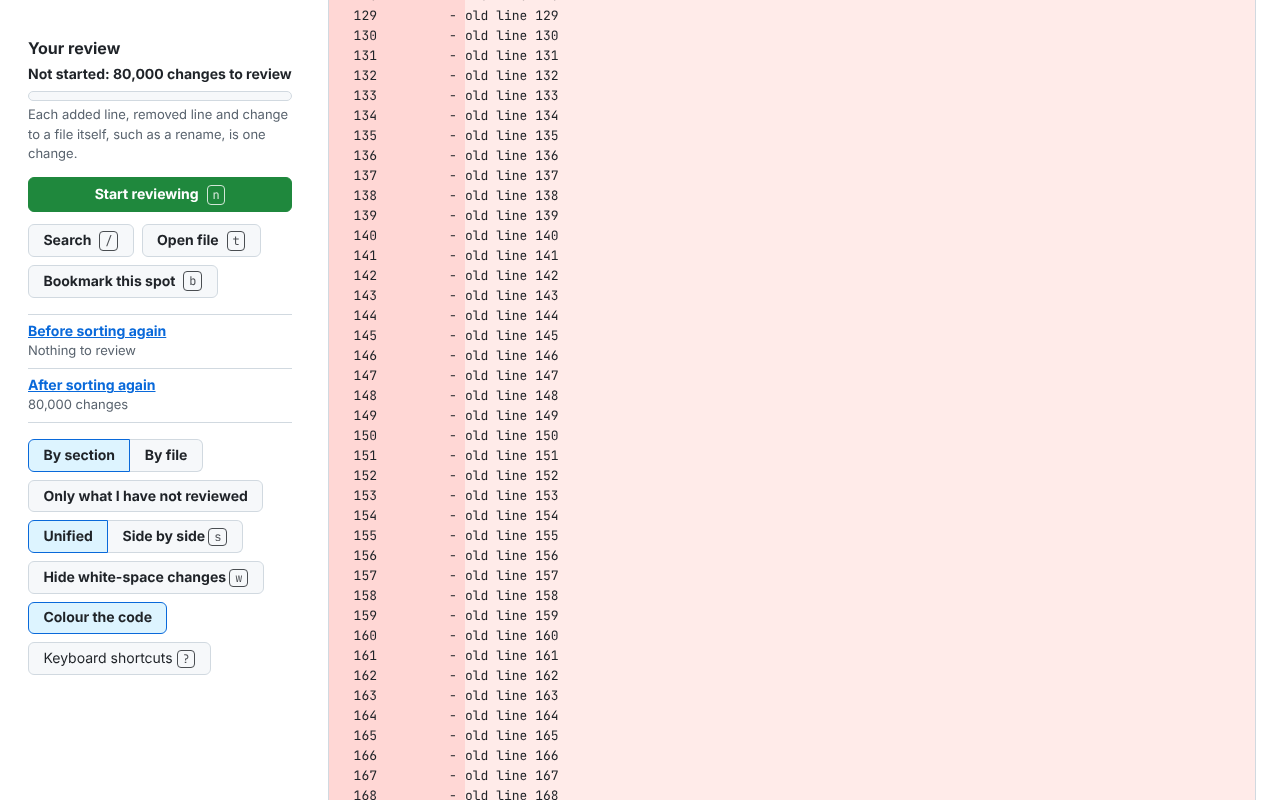 Your review
Not started: 80,000 changes to review
Each added line, removed line and change
to a file itself, such as a rename, is one
change.
Start reviewing n
Search / Open file t
Bookmark this spot b
Before sorting again
Nothing to review
After sorting again
80,000 changes
By section By file
Only what I have not reviewed
Unified Side by side s
Hide white-space changes w
Colour the code
Keyboard shortcuts ?
129 - old line 129
130 - old line 130
131 - old line 131
132 - old line 132
133 - old line 133
134 - old line 134
135 - old line 135
136 - old line 136
137 - old line 137
138 - old line 138
139 - old line 139
140 - old line 140
141 - old line 141
142 - old line 142
143 - old line 143
144 - old line 144
145 - old line 145
146 - old line 146
147 - old line 147
148 - old line 148
149 - old line 149
150 - old line 150
151 - old line 151
152 - old line 152
153 - old line 153
154 - old line 154
155 - old line 155
156 - old line 156
157 - old line 157
158 - old line 158
159 - old line 159
160 - old line 160
161 - old line 161
162 - old line 162
163 - old line 163
164 - old line 164
165 - old line 165
166 - old line 166
167 - old line 167
168 - old line 168